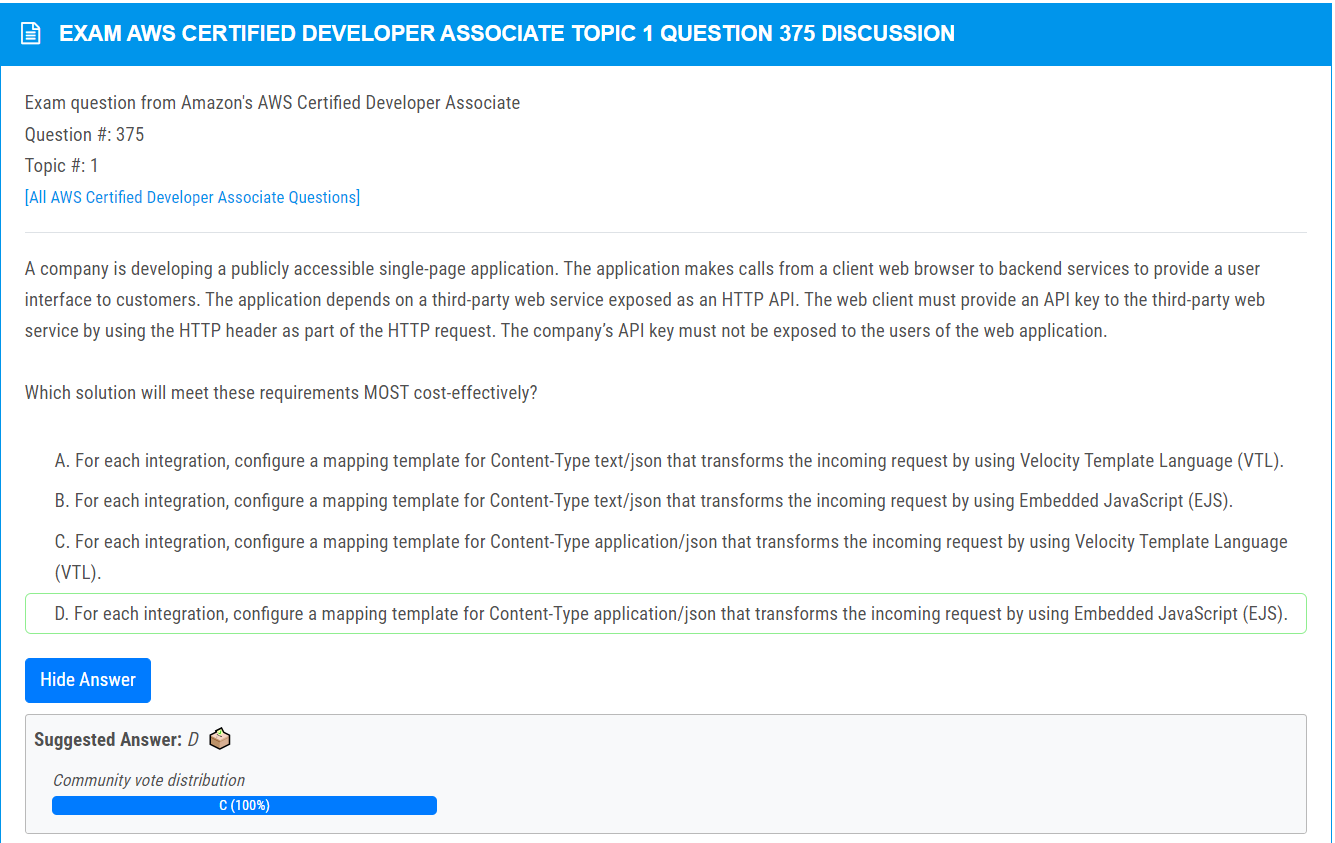 EXAM AWS CERTIFIED DEVELOPER ASSOCIATE TOPIC 1 QUESTION 375 DISCUSSION
Exam question from Amazon's AWS Certified Developer Associate
Question #: 375
Topic #: 1
[All AWS Certified Developer Associate Questions]
A company is developing a publicly accessible single-page application. The application makes calls from a client web browser to backend services to provide a user
interface to customers. The application depends on a third-party web service exposed as an HTTP API. The web client must provide an API key to the third-party web
service by using the HTTP header as part of the HTTP request. The company's API key must not be exposed to the users of the web application.
Which solution will meet these requirements MOST cost-effectively?
A. For each integration, configure a mapping template for Content-Type text/json that transforms the incoming request by using Velocity Template Language (VTL).
B. For each integration, configure a mapping template for Content-Type text/json that transforms the incoming request by using Embedded JavaScript (EJS).
C. For each integration, configure a mapping template for Content-Type application/json that transforms the incoming request by using Velocity Template Language
(VTL).
D. For each integration, configure a mapping template for Content-Type application/json that transforms the incoming request by using Embedded JavaScript (EJS).
Hide Answer
Suggested Answer: D
Community vote distribution
C (100%)